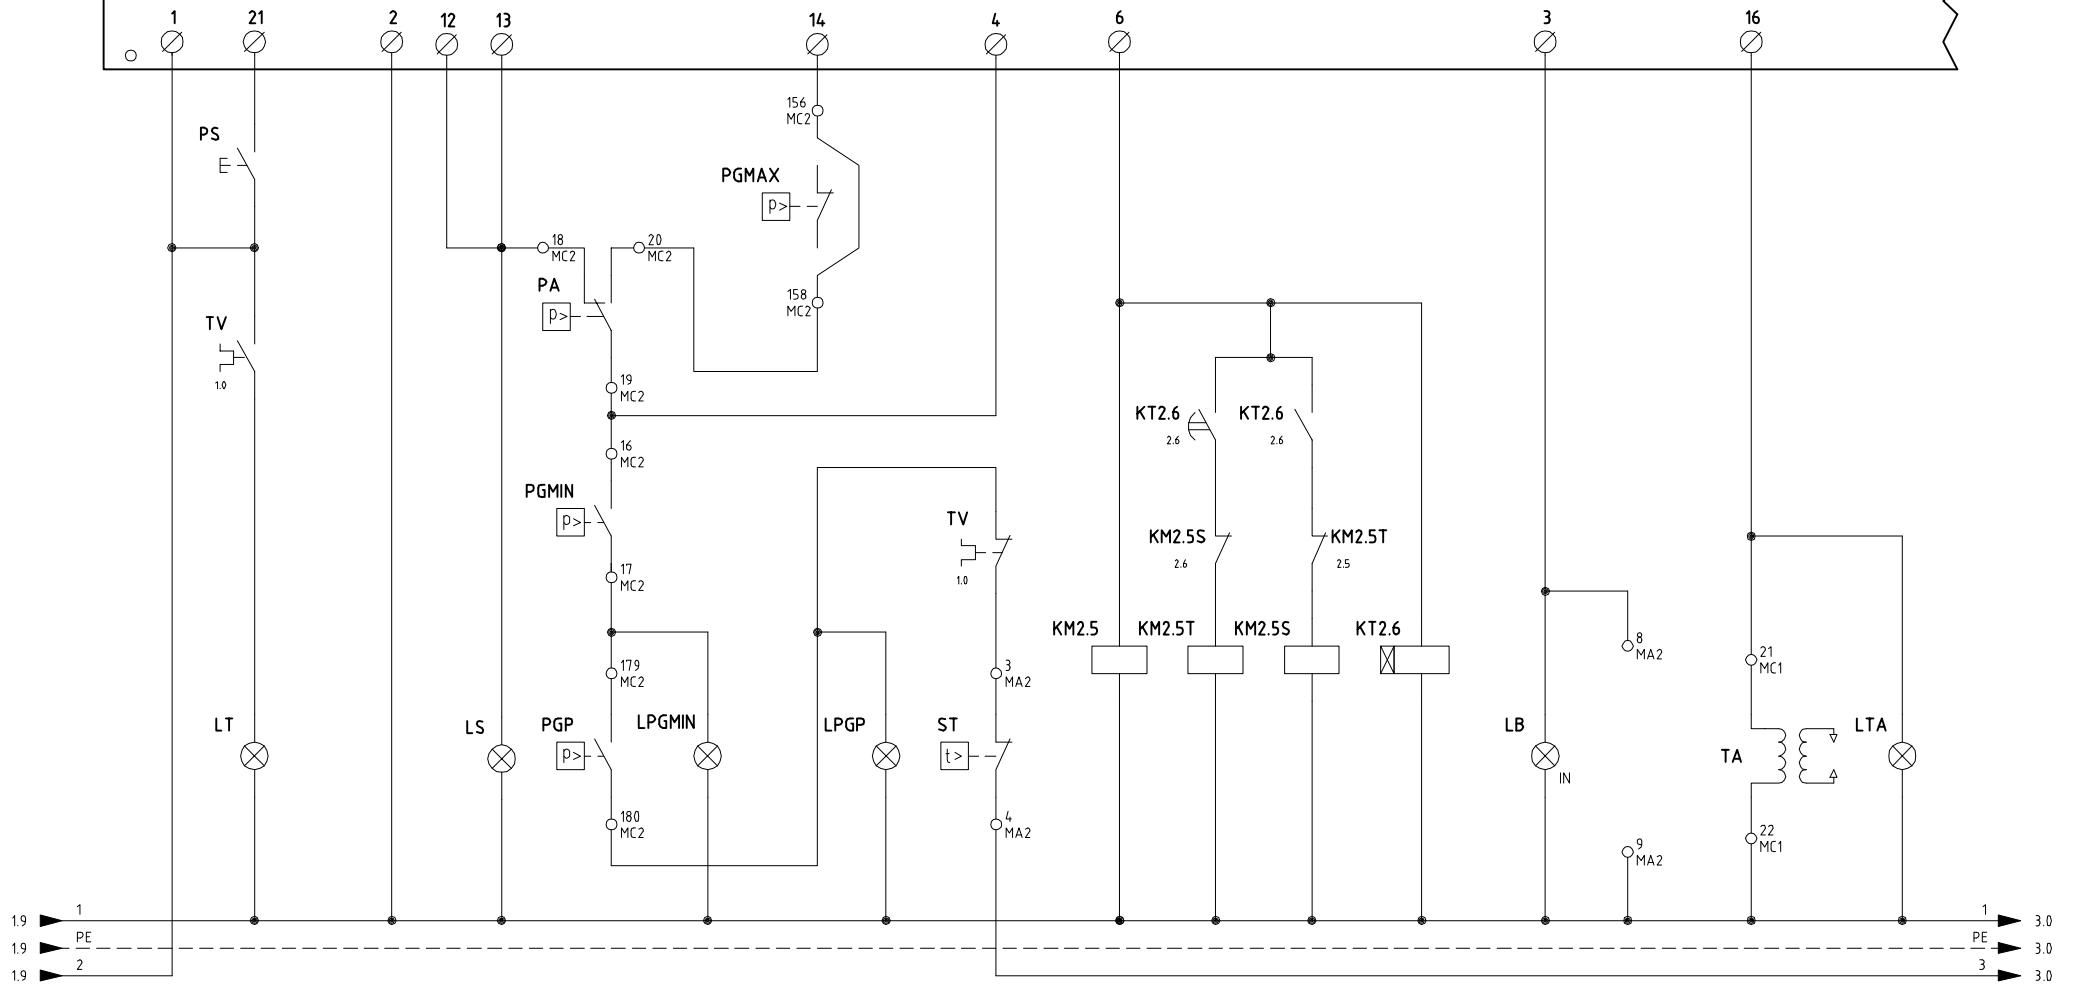 1 21 2 12 13 14 4 6 3 16
156
MC2
PS
E
PGMAX
p>
18
MC2
20
MC2
PA
p>
158
MC2
TV
1.0
19
MC2
KT2.6
2.6
KT2.6
2.6
16
MC2
PGMIN
p>
TV
1.0
KM2.5S
2.6
KM2.5T
2.5
17
MC2
KM2.5 KM2.5T KM2.5S KT2.6
8
MA2
179
MC2
3
MA2
21
MC1
LT LS PGP LPGMIN LPGP ST LB TA LTA
p>
t>
IN
180
MC2
4
MA2
22
MC1
9
MA2
1.9 1 1 3.0
1.9 PE PE 3.0
1.9 2 3 3.0